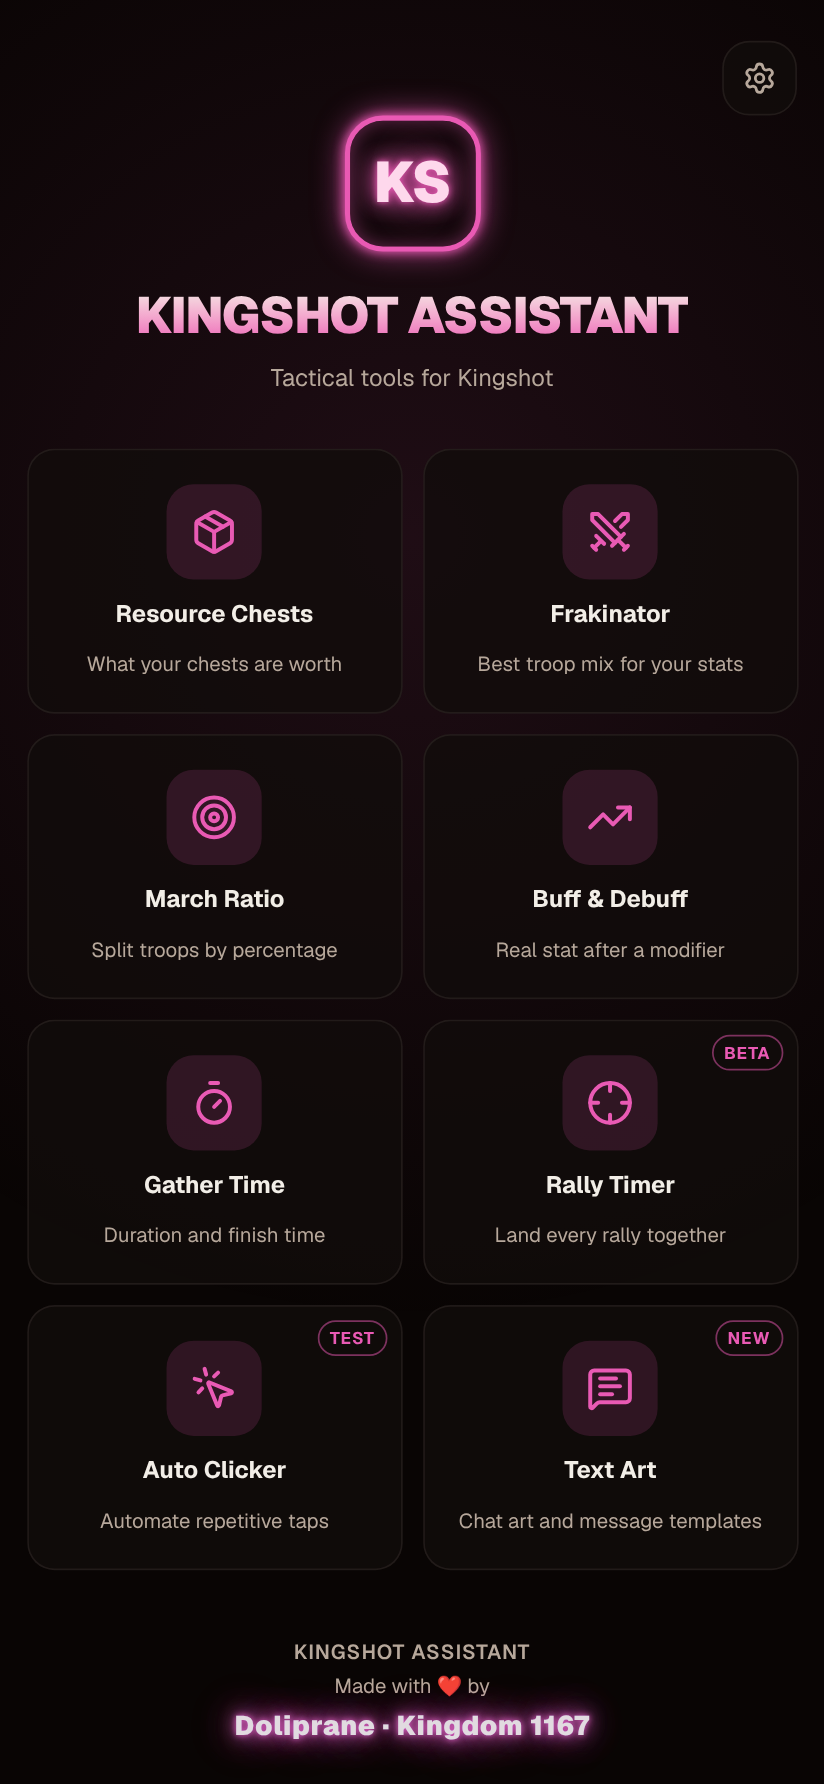 KS
KINGSHOT ASSISTANT
Tactical tools for Kingshot
Resource Chests
What your chests are worth
Frakinator
Best troop mix for your stats
March Ratio
Split troops by percentage
Buff & Debuff
Real stat after a modifier
Gather Time
Duration and finish time
BETA
Rally Timer
Land every rally together
TEST
Auto Clicker
Automate repetitive taps
NEW
Text Art
Chat art and message templates
KINGSHOT ASSISTANT
Made with ❤️ by
Doliprane · Kingdom 1167